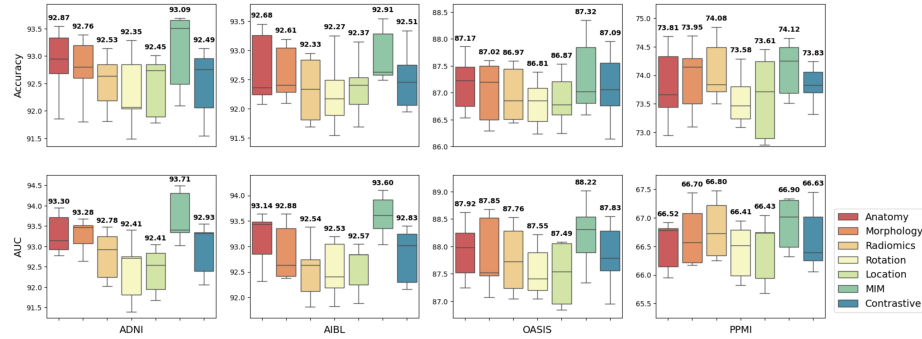 92.87 92.76 92.53 92.35 92.45 93.09 92.49
93.5
93.0
92.5
92.0
91.5
Accuracy
92.68 92.61 92.33 92.27 92.37 92.91 92.51
93.5
93.0
92.5
92.0
91.5
87.17 87.02 86.97 86.81 86.87 87.32 87.09
88.5
88.0
87.5
87.0
86.5
86.0
73.81 73.95 74.08 73.58 73.61 74.12 73.83
75.0
74.5
74.0
73.5
73.0
93.30 93.28 92.78 92.41 92.41 93.71 92.93
94.5
94.0
93.5
93.0
92.5
92.0
91.5
AUC
ADNI
93.14 92.88 92.54 92.53 92.57 93.60 92.83
94.0
93.5
93.0
92.5
92.0
AIBL
87.92 87.85 87.76 87.55 87.49 88.22 87.83
89.0
88.5
88.0
87.5
87.0
OASIS
66.52 66.70 66.80 66.41 66.43 66.90 66.63
67.5
67.0
66.5
66.0
65.5
PPMI
Anatomy
Morphology
Radiomics
Rotation
Location
MIM
Contrastive